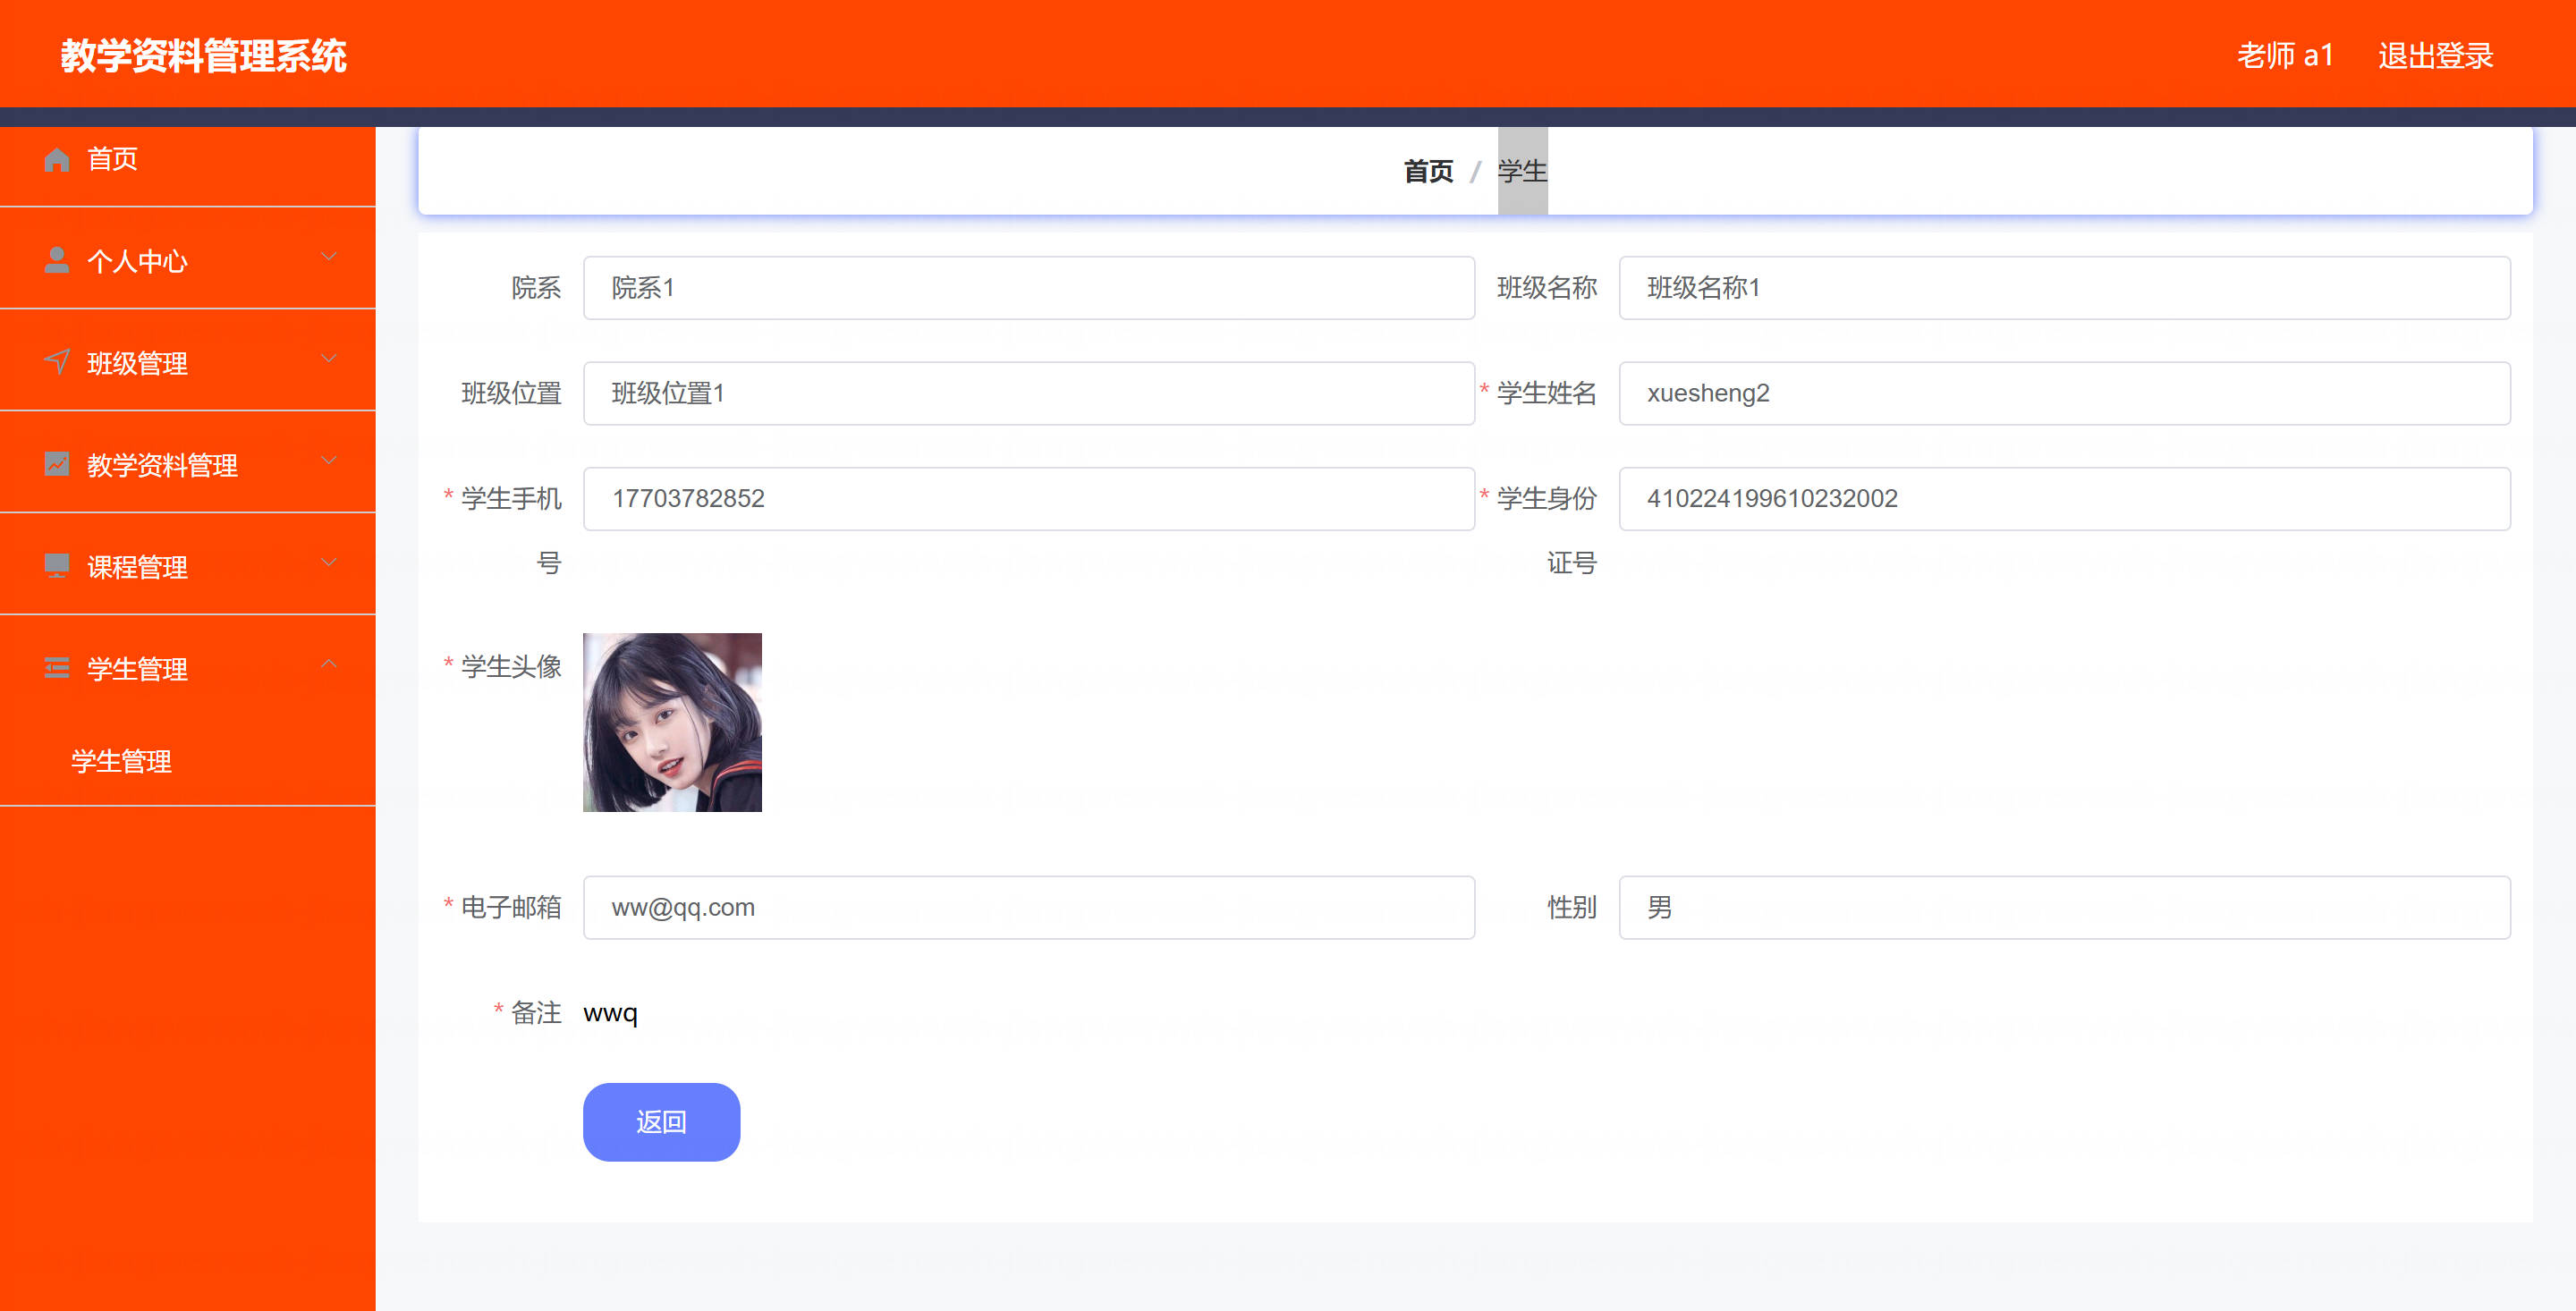 教学资料管理系统
老师 a1 退出登录
首页
个人中心
班级管理
教学资料管理
课程管理
学生管理
学生管理
首页 / 学生
院系 院系1 班级名称 班级名称1
班级位置 班级位置1 * 学生姓名 xuesheng2
* 学生手机号 17703782852 * 学生身份证号 410224199610232002
* 学生头像
* 电子邮箱 ww@qq.com 性别 男
* 备注 wwq
返回